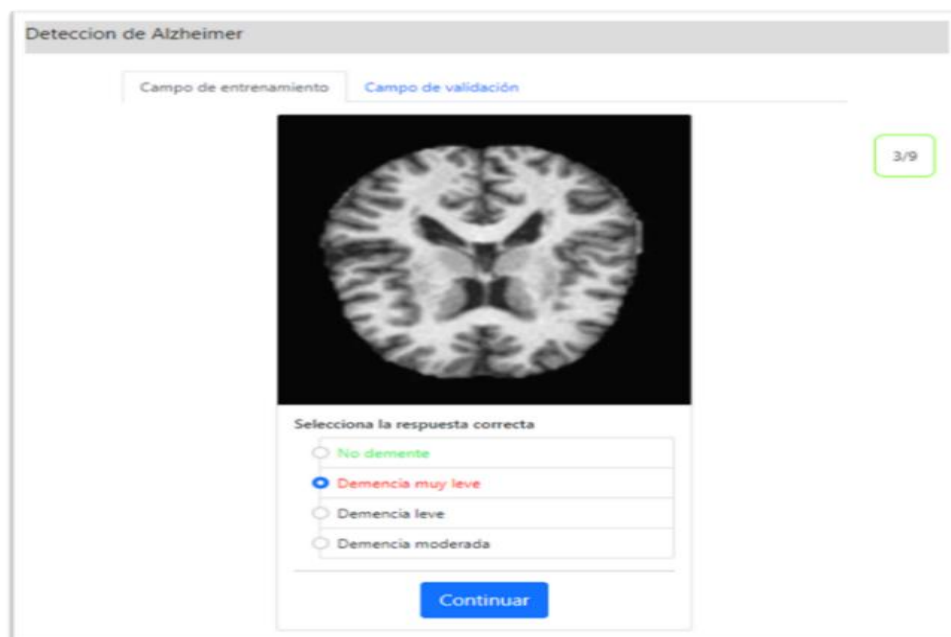 Deteccion de Alzheimer
Campo de entrenamiento Campo de validación
3/9
Selecciona la respuesta correcta
No demente
Demencia muy leve
Demencia leve
Demencia moderada
Continuar